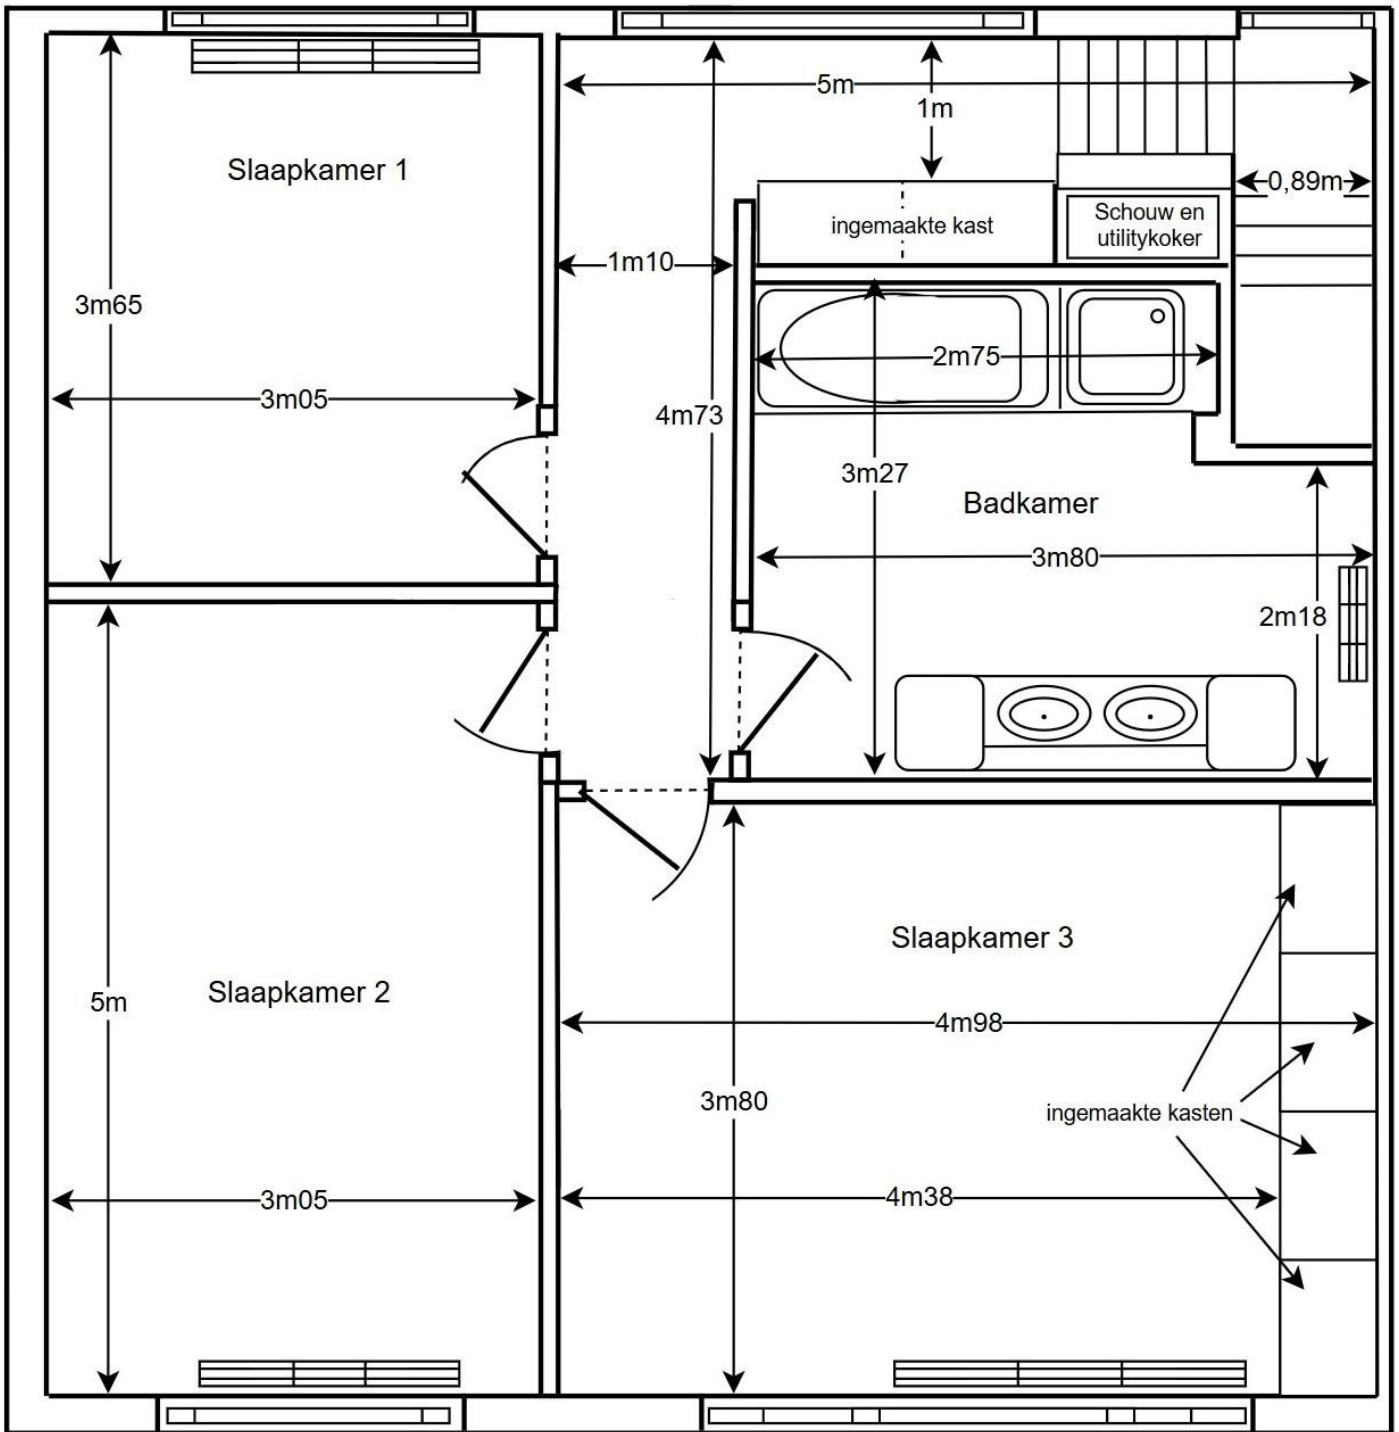 5m
1m
Slaapkamer 1
0,89m
ingemaakte kast
Schouw en
utilitykoker
1m10
3m65
2m75
3m05
4m73
3m27
Badkamer
3m80
2m18
Slaapkamer 3
Slaapkamer 2
5m
4m98
3m80
ingemaakte kasten
3m05
4m38